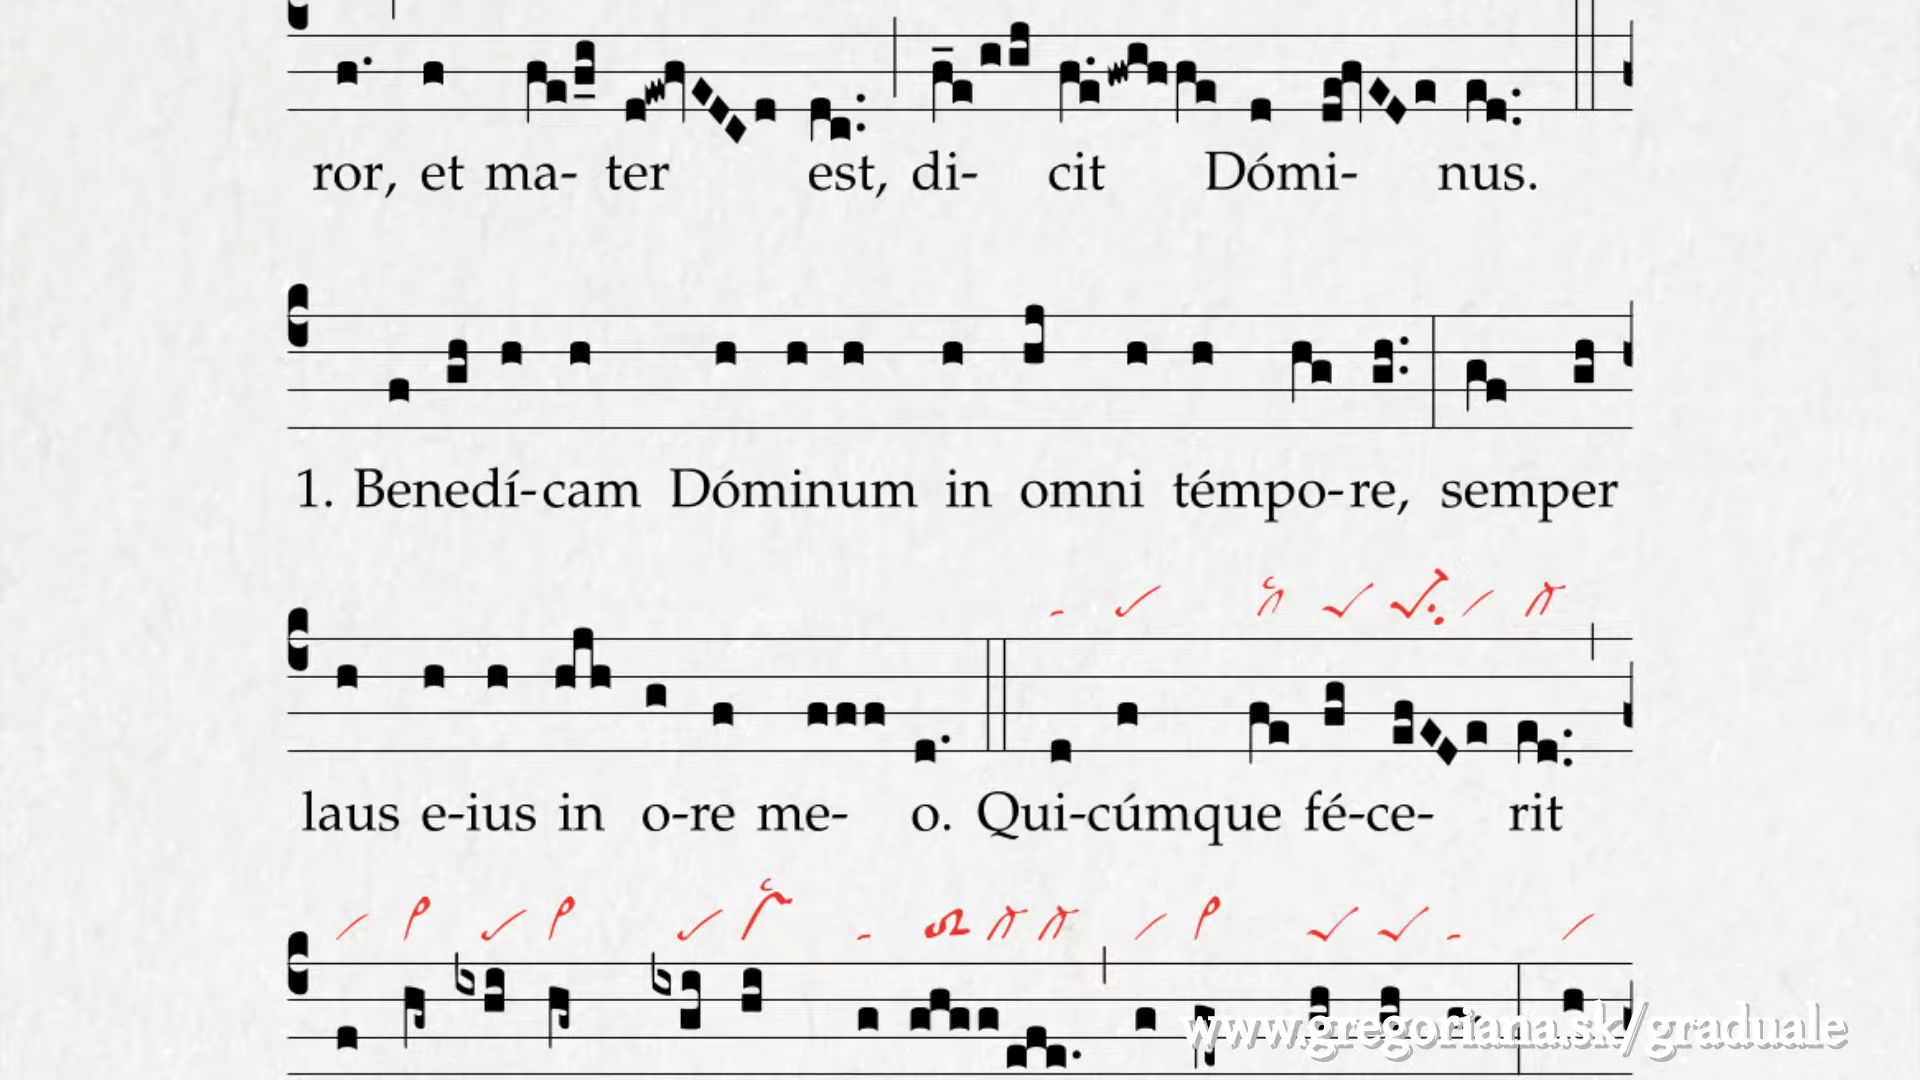 ror, et ma- ter est, di- cit Dómi- nus.
1. Benedí-cam Dóminum in omni témpo-re, semper
laus e-ius in o-re me- o. Qui-cúmque fé-ce- rit
www.gregoriana.sk/graduale